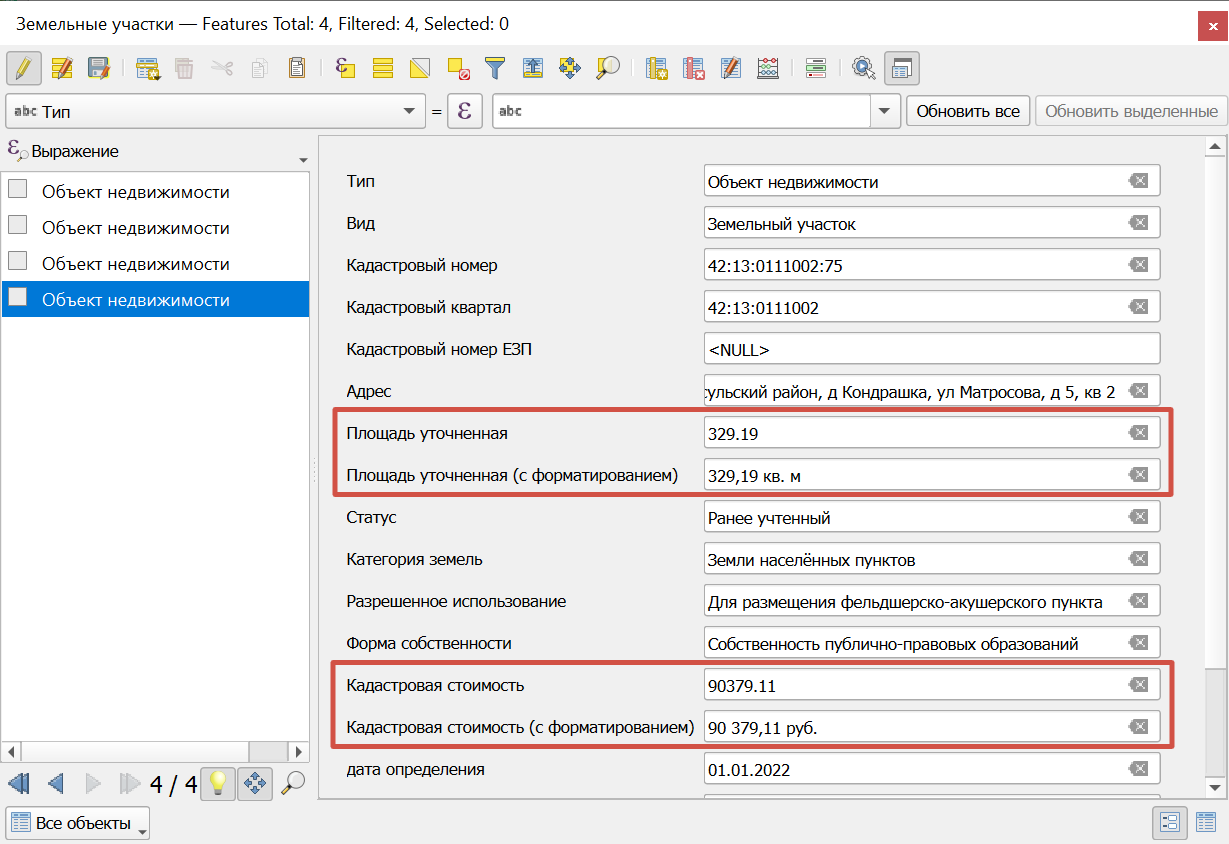 Земельные участки — Features Total: 4, Filtered: 4, Selected: 0
abc Тип = ε abc Обновить все Обновить выделенные
Выражение
Объект недвижимости
Объект недвижимости
Объект недвижимости
Объект недвижимости
Тип Объект недвижимости
Вид Земельный участок
Кадастровый номер 42:13:0111002:75
Кадастровый квартал 42:13:0111002
Кадастровый номер ЕЗП <NULL>
Адрес сульский район, д Кондрашка, ул Матросова, д 5, кв 2
Площадь уточненная 329.19
Площадь уточненная (с форматированием) 329,19 кв. м
Статус Ранее учтенный
Категория земель Земли населённых пунктов
Разрешенное использование Для размещения фельдшерско-акушерского пункта
Форма собственности Собственность публично-правовых образований
Кадастровая стоимость 90379.11
Кадастровая стоимость (с форматированием) 90 379,11 руб.
дата определения 01.01.2022
4 / 4
Все объекты